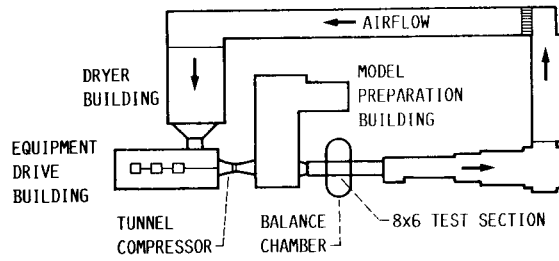 AIRFLOW
DRYER
BUILDING
MODEL
PREPARATION
BUILDING
EQUIPMENT
DRIVE
BUILDING
TUNNEL
COMPRESSOR
BALANCE
CHAMBER
8x6 TEST SECTION